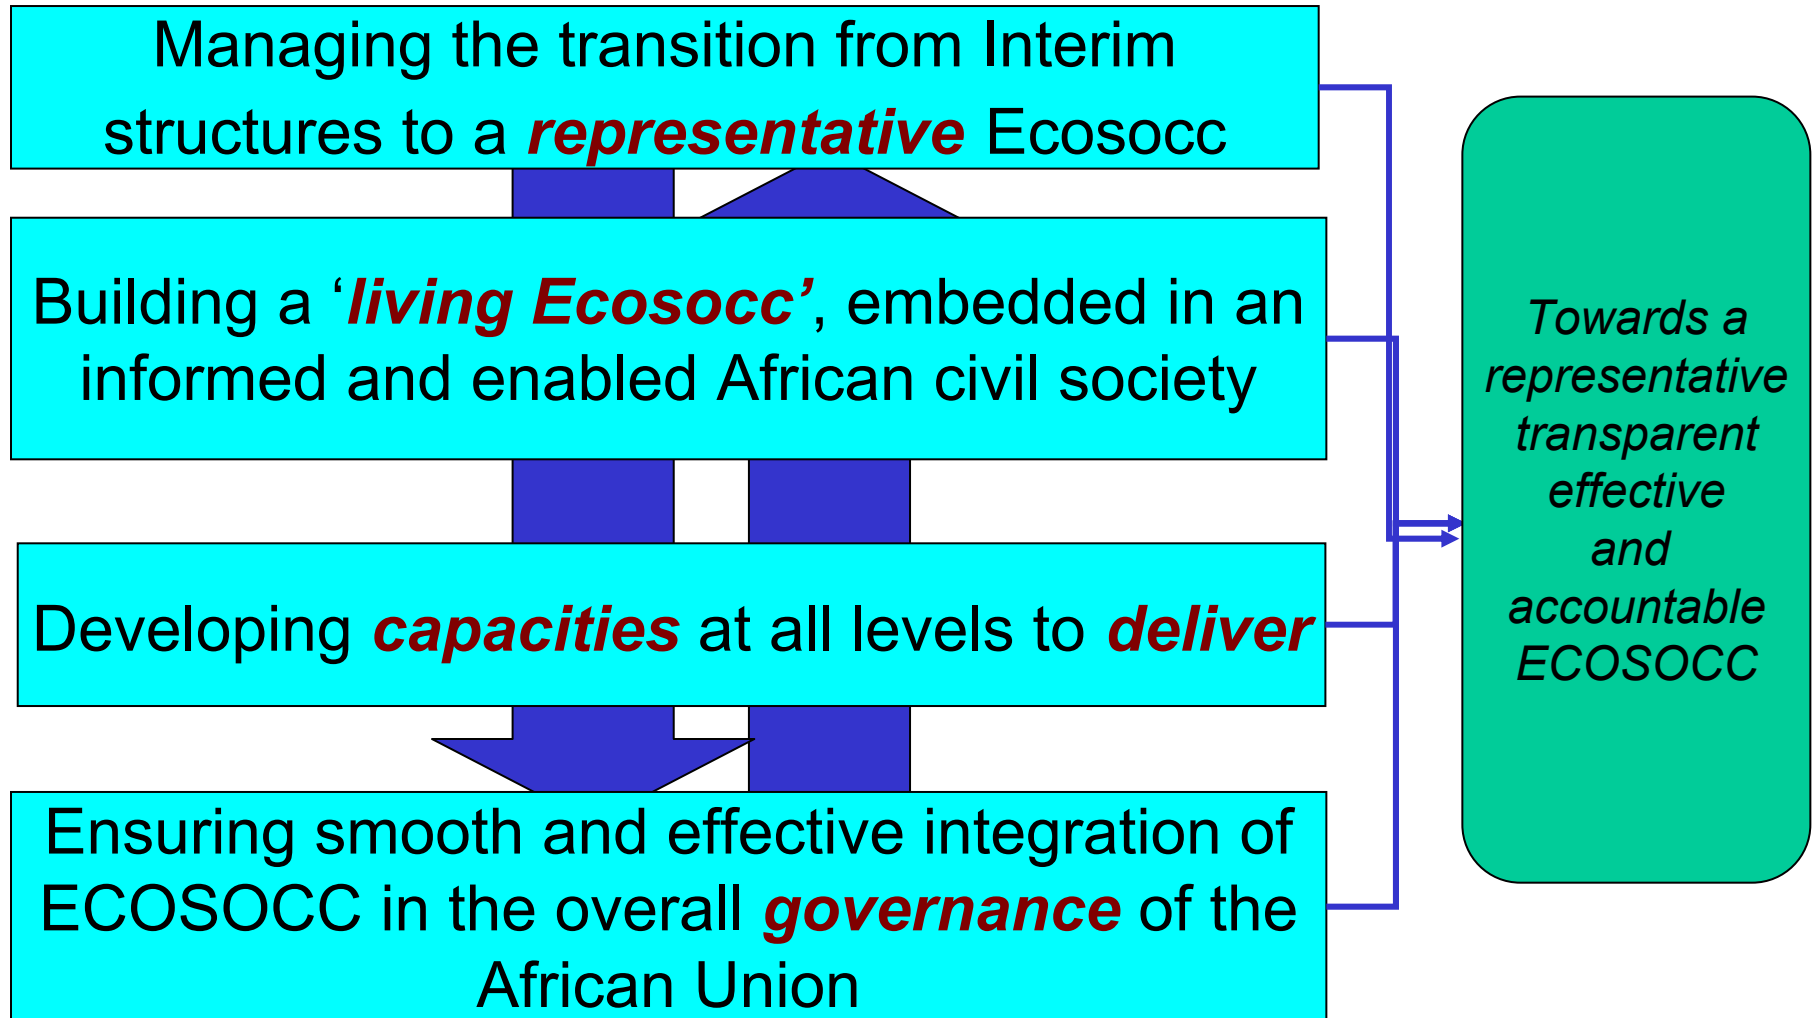 Managing the transition from Interim
structures to a representative Ecosocc
Building a ‘living Ecosocc’, embedded in an
informed and enabled African civil society
Developing capacities at all levels to deliver
Ensuring smooth and effective integration of
ECOSOCC in the overall governance of the
African Union
Towards a
representative
transparent
effective
and
accountable
ECOSOCC